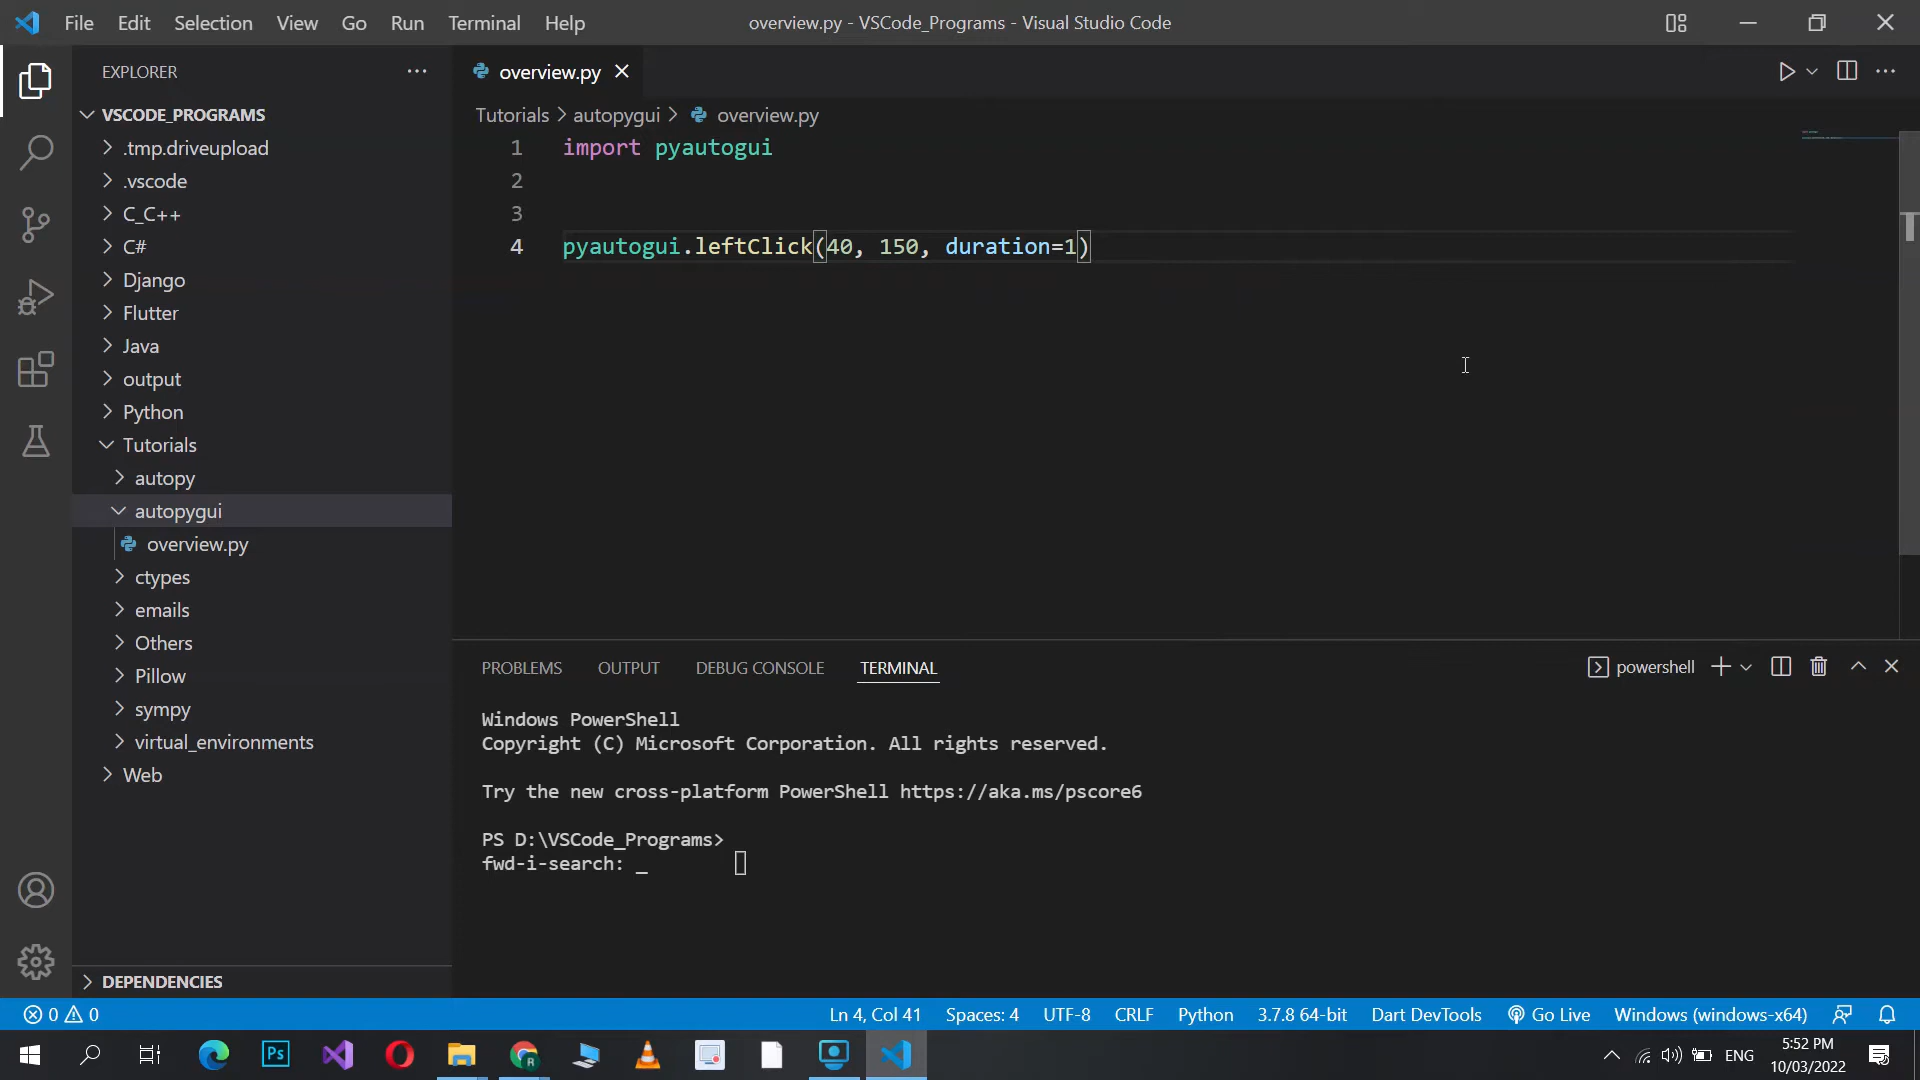 File Edit Selection View Go Run Terminal Help
overview.py - VSCode_Programs - Visual Studio Code
EXPLORER
VSCODE_PROGRAMS
.tmp.driveupload
.vscode
C_C++
C#
Django
Flutter
Java
output
Python
Tutorials
autopy
autopygui
overview.py
ctypes
emails
Others
Pillow
sympy
virtual_environments
Web
DEPENDENCIES
overview.py
Tutorials > autopygui > overview.py
1 import pyautogui
2
3
4 pyautogui.leftClick(40, 150, duration=1)
PROBLEMS OUTPUT DEBUG CONSOLE TERMINAL
powershell
Windows PowerShell
Copyright (C) Microsoft Corporation. All rights reserved.
Try the new cross-platform PowerShell https://aka.ms/pscore6
PS D:\VSCode_Programs>
fwd-i-search: _
0 0
Ln 4, Col 41 Spaces: 4 UTF-8 CRLF Python 3.7.8 64-bit Dart DevTools Go Live Windows (windows-x64)
Ps
R
ENG
5:52 PM
10/03/2022